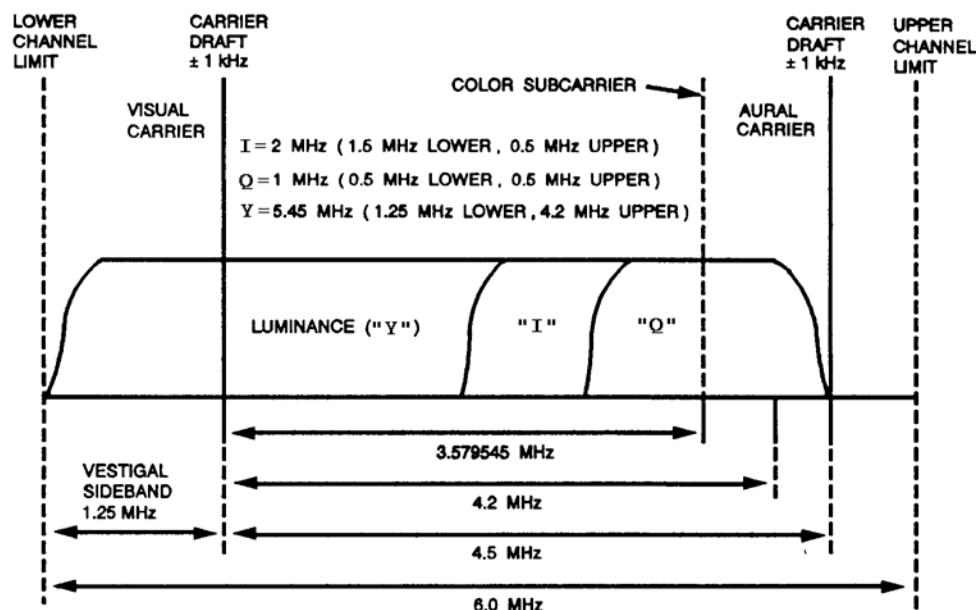 LOWER
CHANNEL
LIMIT
CARRIER
DRAFT
± 1 kHz
CARRIER
DRAFT
± 1 kHz
UPPER
CHANNEL
LIMIT
VISUAL
CARRIER
COLOR SUBCARRIER
AURAL
CARRIER
I = 2 MHz ( 1.5 MHz LOWER , 0.5 MHz UPPER )
Q = 1 MHz ( 0.5 MHz LOWER , 0.5 MHz UPPER )
Y = 5.45 MHz ( 1.25 MHz LOWER , 4.2 MHz UPPER )
LUMINANCE ("Y")
"I"
"Q"
3.579545 MHz
VESTIGAL
SIDEBAND
1.25 MHz
4.2 MHz
4.5 MHz
6.0 MHz